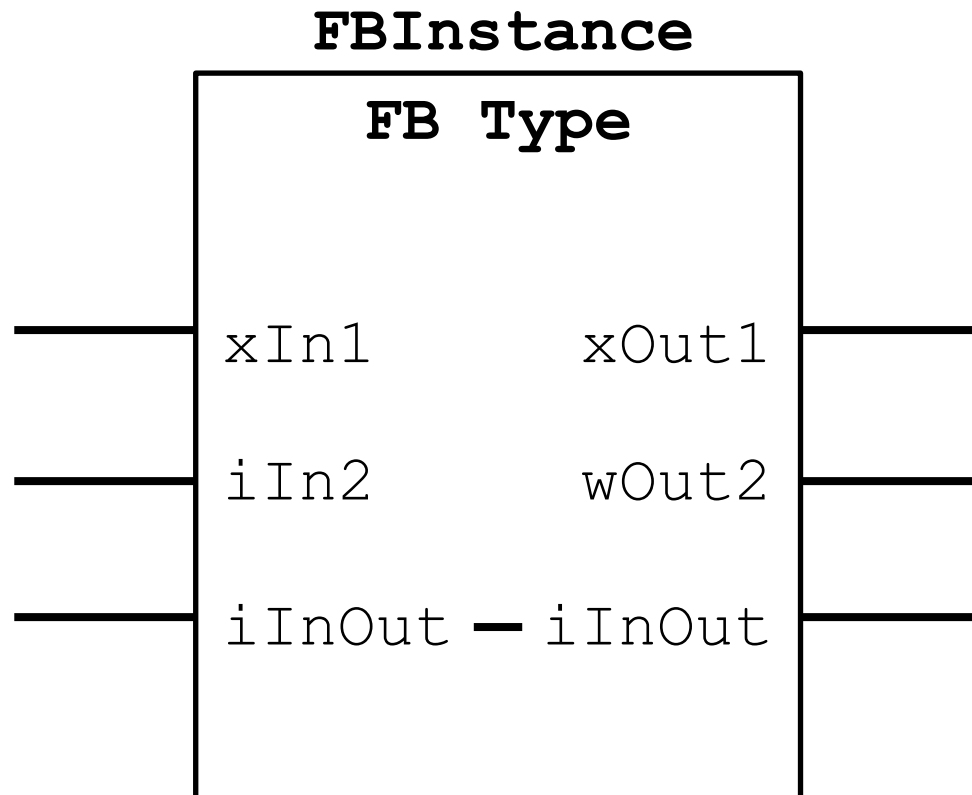 FBInstance
FB Type
xIn1 xOut1
iIn2 wOut2
iInOut — iInOut